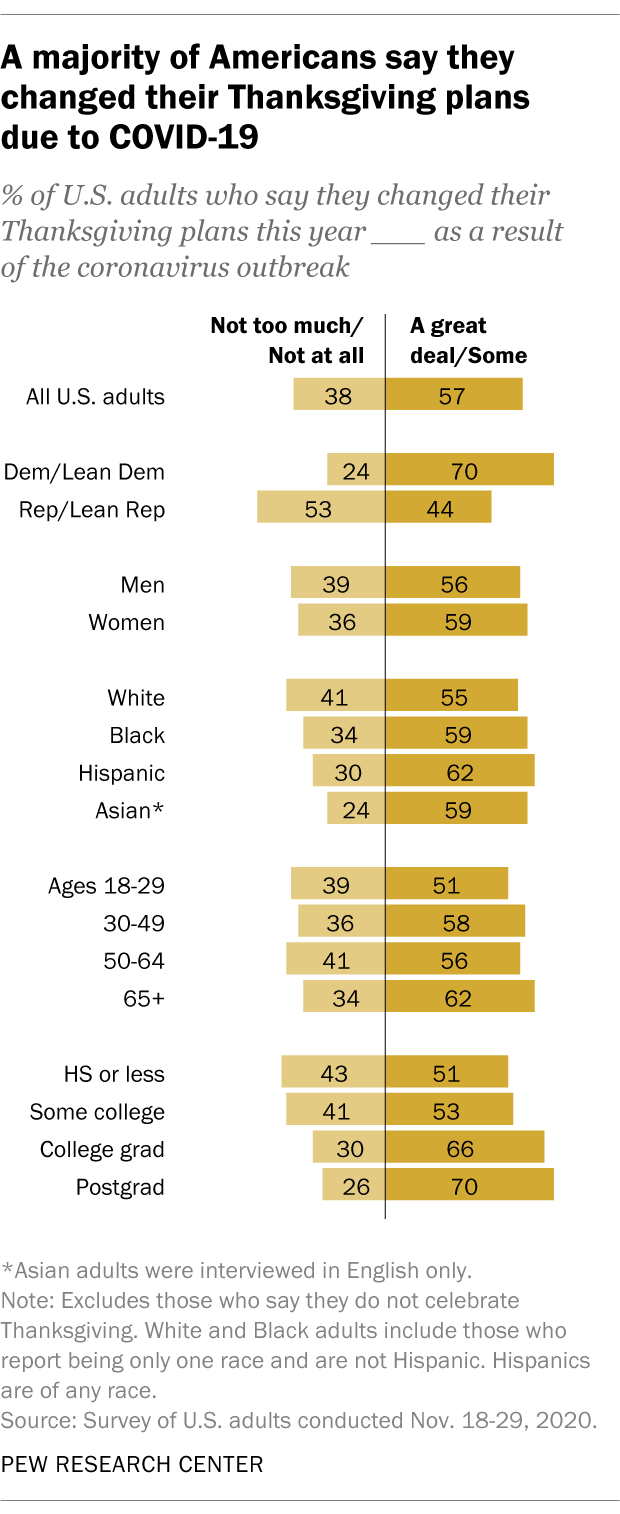 A majority of Americans say they
changed their Thanksgiving plans
due to COVID-19
% of U.S. adults who say they changed their
Thanksgiving plans this year ___ as a result
of the coronavirus outbreak
Not too much/ A great
Not at all deal/Some
All U.S. adults 38 57
Dem/Lean Dem 24 70
Rep/Lean Rep 53 44
Men 39 56
Women 36 59
White 41 55
Black 34 59
Hispanic 30 62
Asian* 24 59
Ages 18-29 39 51
30-49 36 58
50-64 41 56
65+ 34 62
HS or less 43 51
Some college 41 53
College grad 30 66
Postgrad 26 70
*Asian adults were interviewed in English only.
Note: Excludes those who say they do not celebrate
Thanksgiving. White and Black adults include those who
report being only one race and are not Hispanic. Hispanics
are of any race.
Source: Survey of U.S. adults conducted Nov. 18-29, 2020.
PEW RESEARCH CENTER